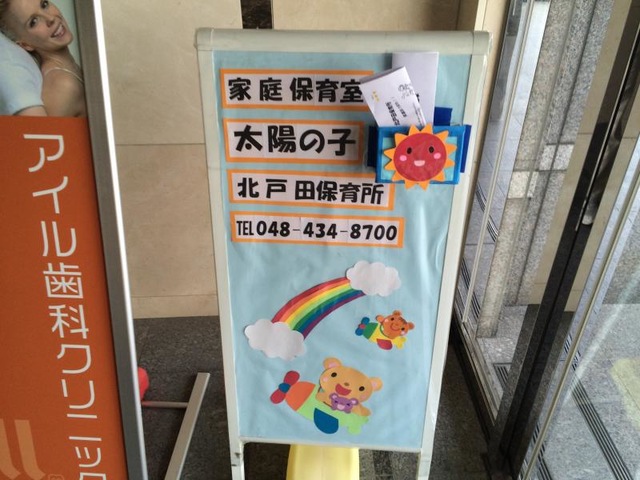 家庭保育室
太陽の子
北戸田保育所
TEL048-434-8700
アイル歯科クリニック